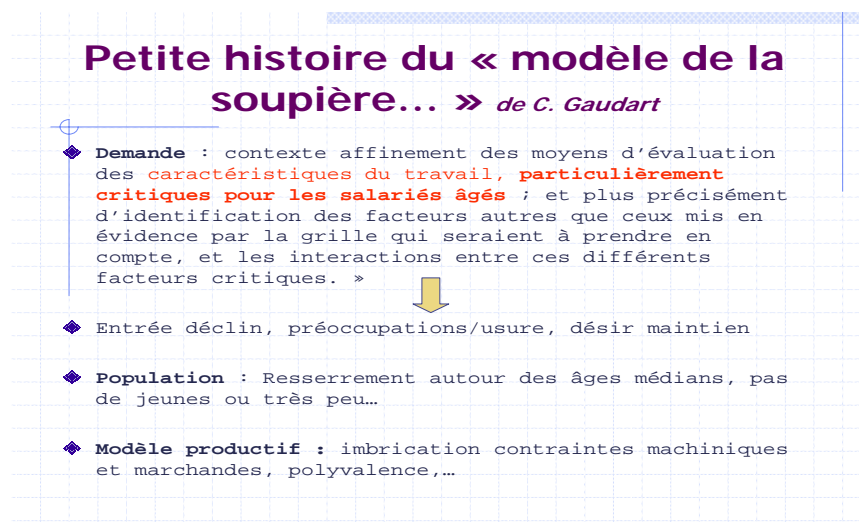 Petite histoire du « modèle de la
soupière... » de C. Gaudart
Demande : contexte affinement des moyens d'évaluation
des caractéristiques du travail, particulièrement
critiques pour les salariés âgés ; et plus précisément
d'identification des facteurs autres que ceux mis en
évidence par la grille qui seraient à prendre en
compte, et les interactions entre ces différents
facteurs critiques. »
Entrée déclin, préoccupations/usure, désir maintien
Population : Resserrement autour des âges médians, pas
de jeunes ou très peu…
Modèle productif : imbrication contraintes machiniques
et marchandes, polyvalence,…